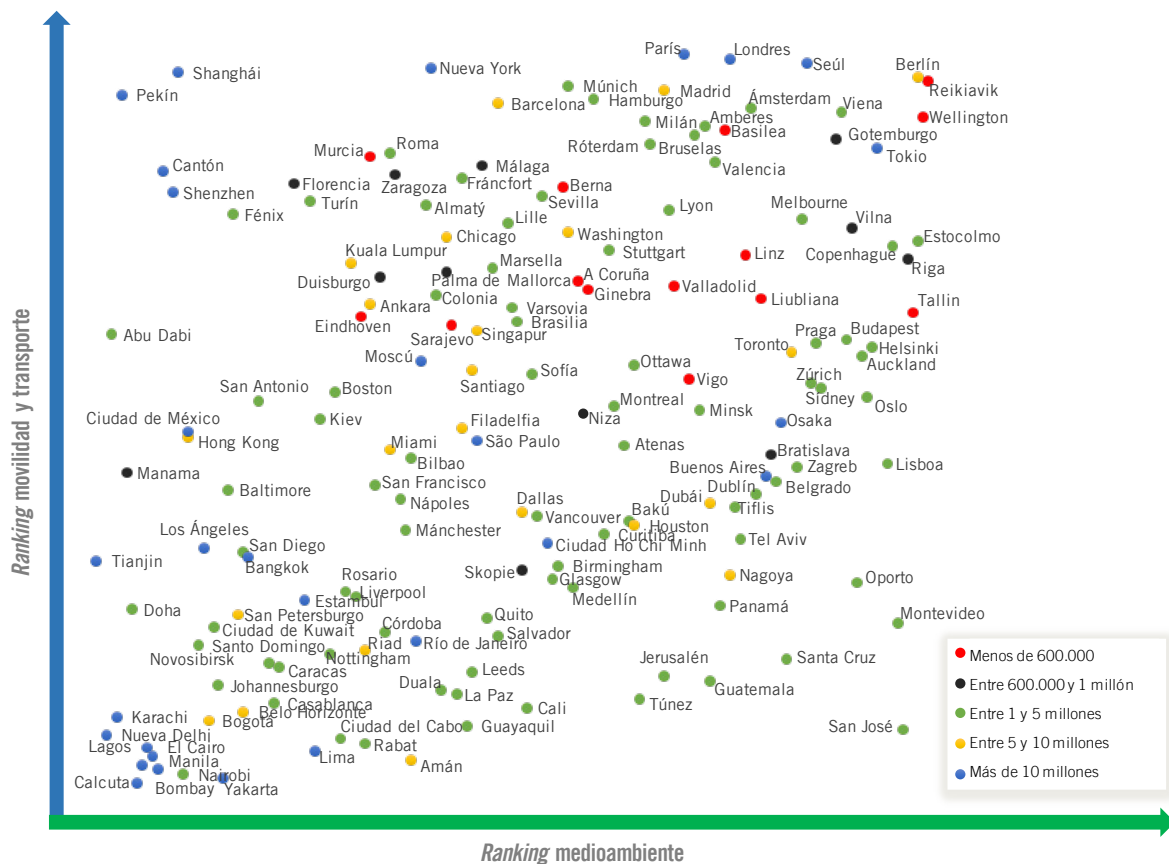 París
Londres
Seúl
Berlín
Shanghái
Nueva York
Reikiavik
Pekín
Múnich
Madrid
Barcelona
Hamburgo
Ámsterdam
Viena
Wellington
Milán
Amberes
Basilea
Gotemburgo
Róterdam
Bruselas
Tokio
Murcia
Roma
Málaga
Valencia
Cantón
Zaragoza
Fráncfort
Florencia
Berna
Shenzhen
Turín
Sevilla
Fénix
Almatý
Lyon
Melbourne
Vilna
Lille
Chicago
Washington
Estocolmo
Kuala Lumpur
Stuttgart
Linz
Copenhague
Marsella
Riga
Duisburgo
Palma de Mallorca
A Coruña
Ginebra
Valladolid
Colonia
Liubliana
Tallin
Ankara
Varsovia
Eindhoven
Brasilia
Abu Dabi
Sarajevo
Singapur
Praga
Budapest
Toronto
Helsinki
Moscú
Auckland
Ottawa
Santiago
Sofía
Zúrich
San Antonio
Boston
Vigo
Sidney
Oslo
Montreal
Minsk
Ciudad de México
Kiev
Filadelfia
Niza
Osaka
Hong Kong
São Paulo
Atenas
Miami
Bratislava
Bilbao
Buenos Aires
Zagreb
Lisboa
Manama
San Francisco
Dublín
Belgrado
Baltimore
Nápoles
Dallas
Dubái
Tiflis
Bakú
Vancouver
Houston
Los Ángeles
Mánchester
Curitiba
Tel Aviv
San Diego
Ciudad Ho Chi Minh
Tianjin
Bangkok
Birmingham
Rosario
Skopie
Glasgow
Nagoya
Oporto
Liverpool
Medellín
Estambul
Doha
Panamá
San Petersburgo
Quito
Montevideo
Ciudad de Kuwait
Córdoba
Salvador
Santo Domingo
Riad
Río de Janeiro
Novosibirsk
Nottingham
Jerusalén
Santa Cruz
Caracas
Leeds
Johannesburgo
Duala
La Paz
Guatemala
Casablanca
Túnez
Karachi
Bogotá
Belo Horizonte
Cali
Nueva Delhi
Ciudad del Cabo
Guayaquil
San José
Lagos
El Cairo
Lima
Rabat
Manila
Amán
Nairobi
Calcuta
Bombay
Yakarta
Menos de 600.000
Entre 600.000 y 1 millón
Entre 1 y 5 millones
Entre 5 y 10 millones
Más de 10 millones
Ranking movilidad y transporte
Ranking medioambiente